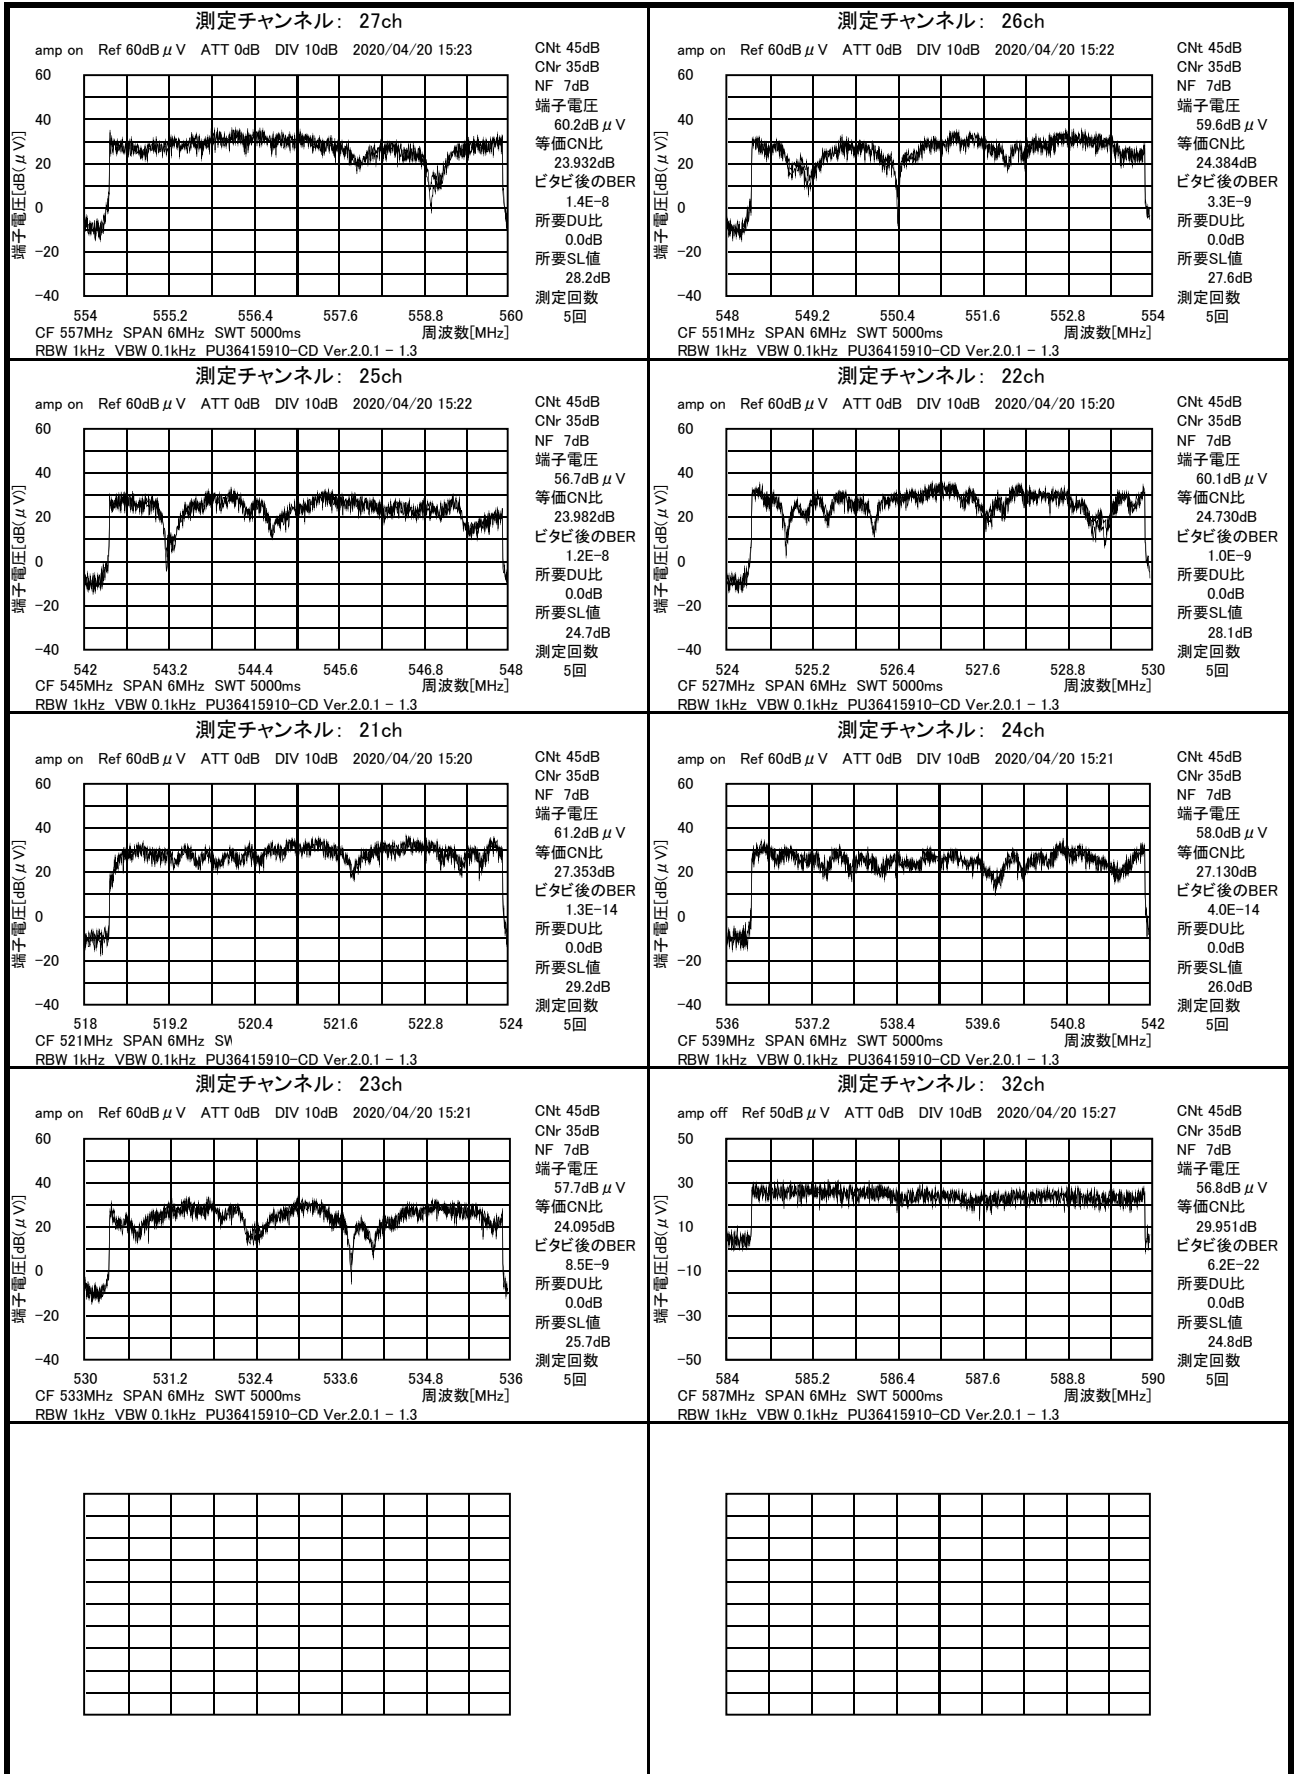 測定チャンネル： 27ch
amp on Ref 60dBμV ATT 0dB DIV 10dB 2020/04/20 15:23
端子電圧[dB(μV)]
60
40
20
0
-20
-40
554 555.2 556.4 557.6 558.8 560
CF 557MHz SPAN 6MHz SWT 5000ms 周波数[MHz]
RBW 1kHz VBW 0.1kHz PU36415910-CD Ver.2.0.1 - 1.3
CNt 45dB
CNr 35dB
NF 7dB
端子電圧
60.2dBμV
等価CN比
23.932dB
ビタビ後のBER
1.4E-8
所要DU比
0.0dB
所要SL値
28.2dB
測定回数
5回
測定チャンネル： 26ch
amp on Ref 60dBμV ATT 0dB DIV 10dB 2020/04/20 15:22
端子電圧[dB(μV)]
60
40
20
0
-20
-40
548 549.2 550.4 551.6 552.8 554
CF 551MHz SPAN 6MHz SWT 5000ms 周波数[MHz]
RBW 1kHz VBW 0.1kHz PU36415910-CD Ver.2.0.1 - 1.3
CNt 45dB
CNr 35dB
NF 7dB
端子電圧
59.6dBμV
等価CN比
24.384dB
ビタビ後のBER
3.3E-9
所要DU比
0.0dB
所要SL値
27.6dB
測定回数
5回
測定チャンネル： 25ch
amp on Ref 60dBμV ATT 0dB DIV 10dB 2020/04/20 15:22
端子電圧[dB(μV)]
60
40
20
0
-20
-40
542 543.2 544.4 545.6 546.8 548
CF 545MHz SPAN 6MHz SWT 5000ms 周波数[MHz]
RBW 1kHz VBW 0.1kHz PU36415910-CD Ver.2.0.1 - 1.3
CNt 45dB
CNr 35dB
NF 7dB
端子電圧
56.7dBμV
等価CN比
23.982dB
ビタビ後のBER
1.2E-8
所要DU比
0.0dB
所要SL値
24.7dB
測定回数
5回
測定チャンネル： 22ch
amp on Ref 60dBμV ATT 0dB DIV 10dB 2020/04/20 15:20
端子電圧[dB(μV)]
60
40
20
0
-20
-40
524 525.2 526.4 527.6 528.8 530
CF 527MHz SPAN 6MHz SWT 5000ms 周波数[MHz]
RBW 1kHz VBW 0.1kHz PU36415910-CD Ver.2.0.1 - 1.3
CNt 45dB
CNr 35dB
NF 7dB
端子電圧
60.1dBμV
等価CN比
24.730dB
ビタビ後のBER
1.0E-9
所要DU比
0.0dB
所要SL値
28.1dB
測定回数
5回
測定チャンネル： 21ch
amp on Ref 60dBμV ATT 0dB DIV 10dB 2020/04/20 15:20
端子電圧[dB(μV)]
60
40
20
0
-20
-40
518 519.2 520.4 521.6 522.8 524
CF 521MHz SPAN 6MHz SW
RBW 1kHz VBW 0.1kHz PU36415910-CD Ver.2.0.1 - 1.3
CNt 45dB
CNr 35dB
NF 7dB
端子電圧
61.2dBμV
等価CN比
27.353dB
ビタビ後のBER
1.3E-14
所要DU比
0.0dB
所要SL値
29.2dB
測定回数
5回
測定チャンネル： 24ch
amp on Ref 60dBμV ATT 0dB DIV 10dB 2020/04/20 15:21
端子電圧[dB(μV)]
60
40
20
0
-20
-40
536 537.2 538.4 539.6 540.8 542
CF 539MHz SPAN 6MHz SWT 5000ms 周波数[MHz]
RBW 1kHz VBW 0.1kHz PU36415910-CD Ver.2.0.1 - 1.3
CNt 45dB
CNr 35dB
NF 7dB
端子電圧
58.0dBμV
等価CN比
27.130dB
ビタビ後のBER
4.0E-14
所要DU比
0.0dB
所要SL値
26.0dB
測定回数
5回
測定チャンネル： 23ch
amp on Ref 60dBμV ATT 0dB DIV 10dB 2020/04/20 15:21
端子電圧[dB(μV)]
60
40
20
0
-20
-40
530 531.2 532.4 533.6 534.8 536
CF 533MHz SPAN 6MHz SWT 5000ms 周波数[MHz]
RBW 1kHz VBW 0.1kHz PU36415910-CD Ver.2.0.1 - 1.3
CNt 45dB
CNr 35dB
NF 7dB
端子電圧
57.7dBμV
等価CN比
24.095dB
ビタビ後のBER
8.5E-9
所要DU比
0.0dB
所要SL値
25.7dB
測定回数
5回
測定チャンネル： 32ch
amp off Ref 50dBμV ATT 0dB DIV 10dB 2020/04/20 15:27
端子電圧[dB(μV)]
50
30
10
-10
-30
-50
584 585.2 586.4 587.6 588.8 590
CF 587MHz SPAN 6MHz SWT 5000ms 周波数[MHz]
RBW 1kHz VBW 0.1kHz PU36415910-CD Ver.2.0.1 - 1.3
CNt 45dB
CNr 35dB
NF 7dB
端子電圧
56.8dBμV
等価CN比
29.951dB
ビタビ後のBER
6.2E-22
所要DU比
0.0dB
所要SL値
24.8dB
測定回数
5回